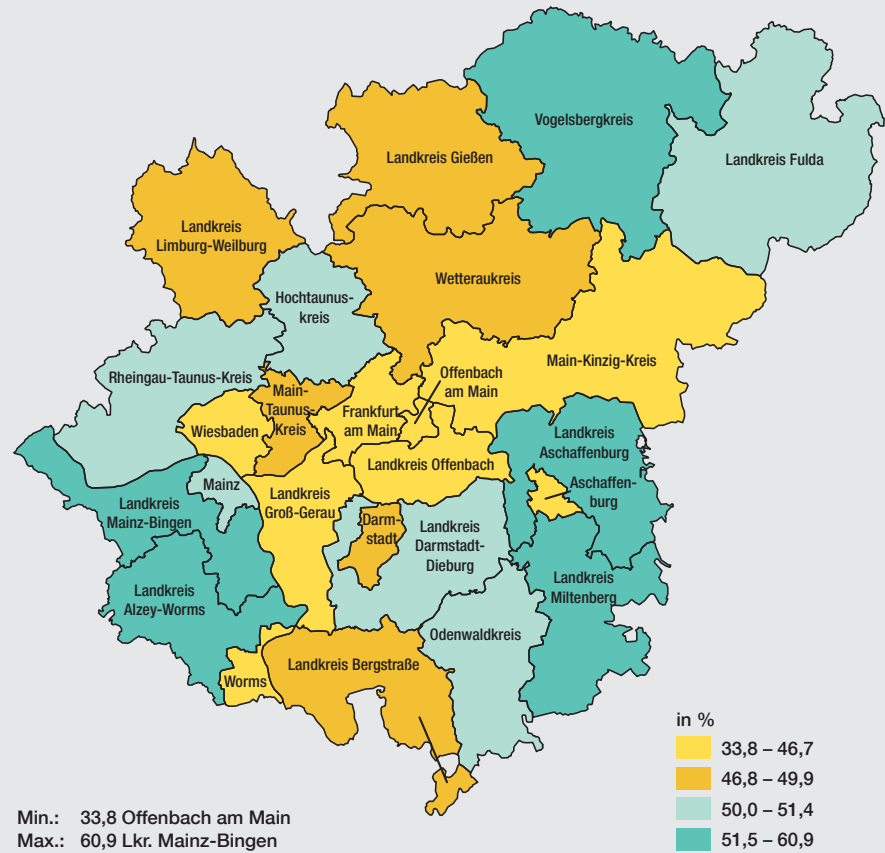 Vogelsbergkreis
Landkreis Gießen
Landkreis Fulda
Landkreis
Limburg-Weilburg
Wetteraukreis
Hochtaunus-
kreis
Main-Kinzig-Kreis
Rheingau-Taunus-Kreis
Offenbach
am Main
Main-
Taunus-
Kreis
Frankfurt
am Main
Wiesbaden
Landkreis
Aschaffenburg
Landkreis Offenbach
Mainz
Landkreis
Groß-Gerau
Aschaffen-
burg
Landkreis
Mainz-Bingen
Darm-
stadt
Landkreis
Darmstadt-
Dieburg
Landkreis
Miltenberg
Landkreis
Alzey-Worms
Odenwaldkreis
Landkreis Bergstraße
Worms
in %
33,8 – 46,7
46,8 – 49,9
50,0 – 51,4
51,5 – 60,9
Min.: 33,8 Offenbach am Main
Max.: 60,9 Lkr. Mainz-Bingen